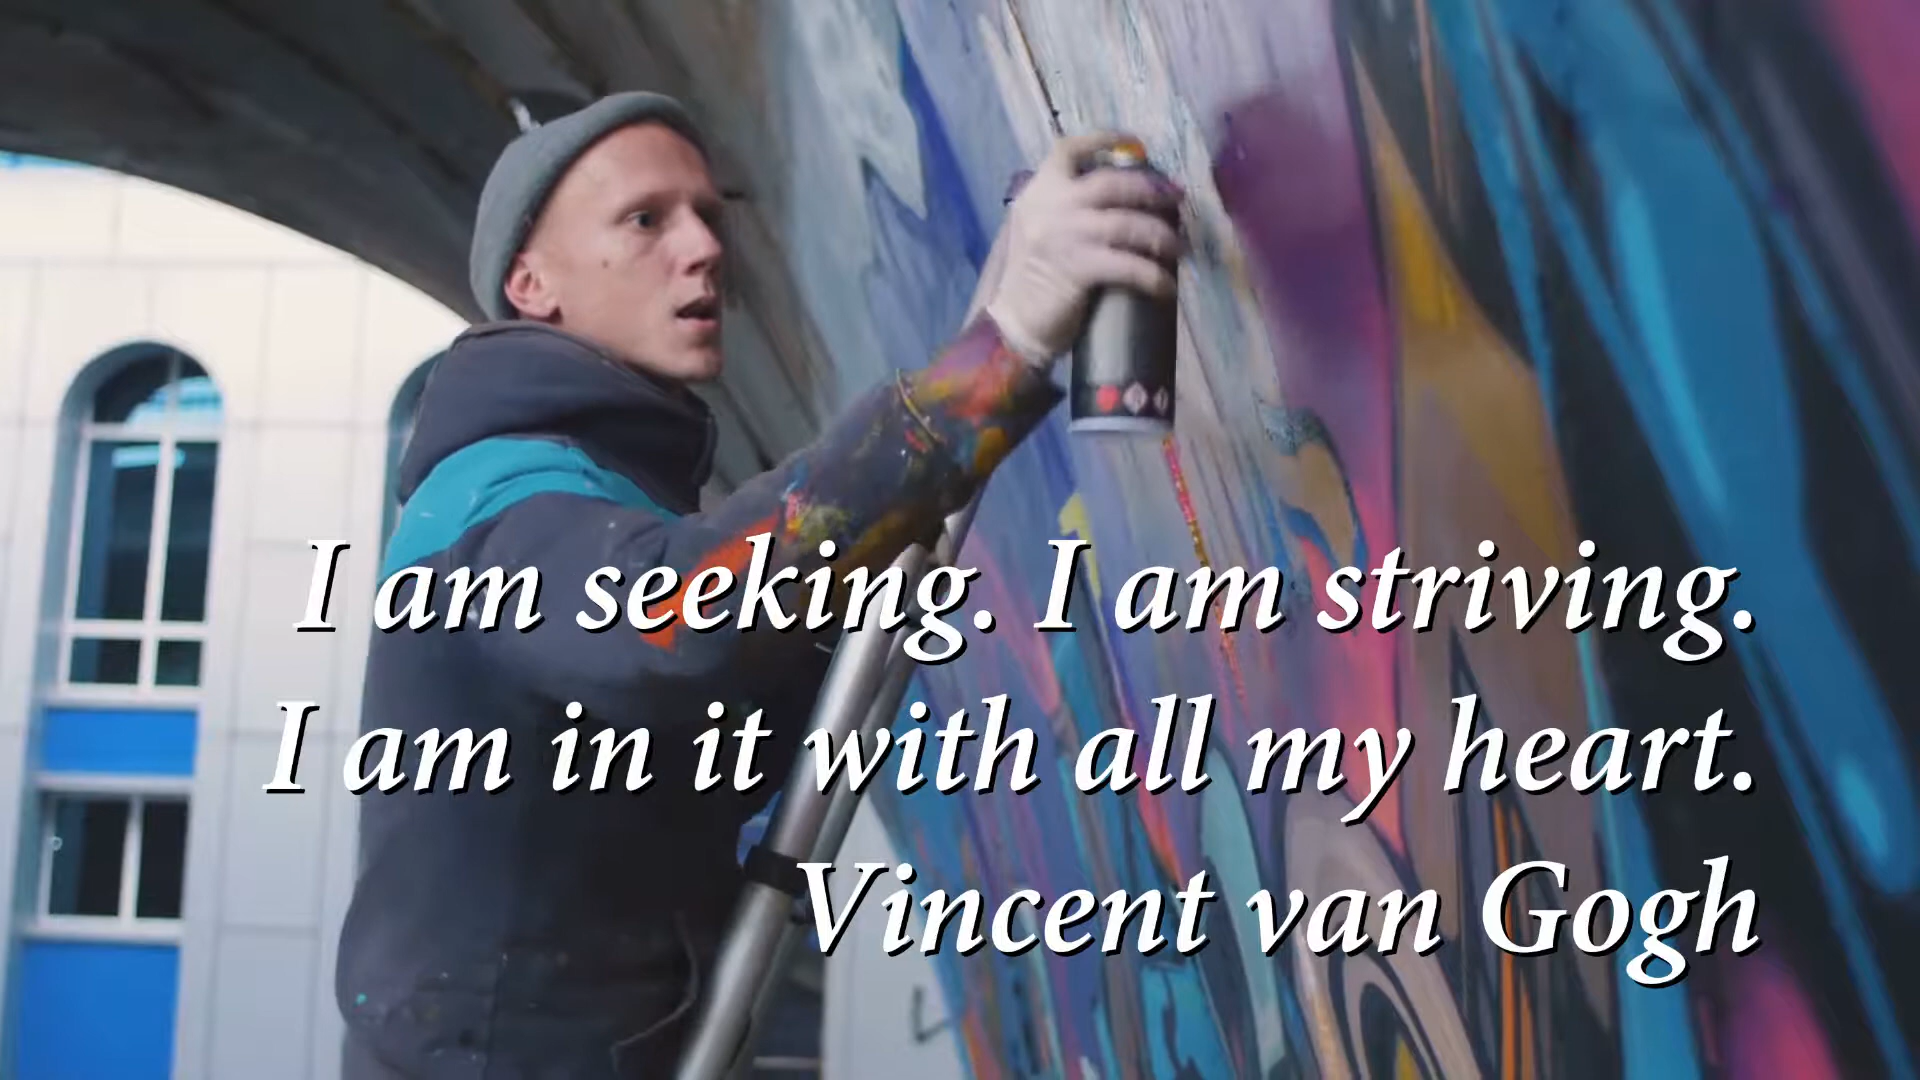 I am seeking. I am striving.
I am in it with all my heart.
Vincent van Gogh